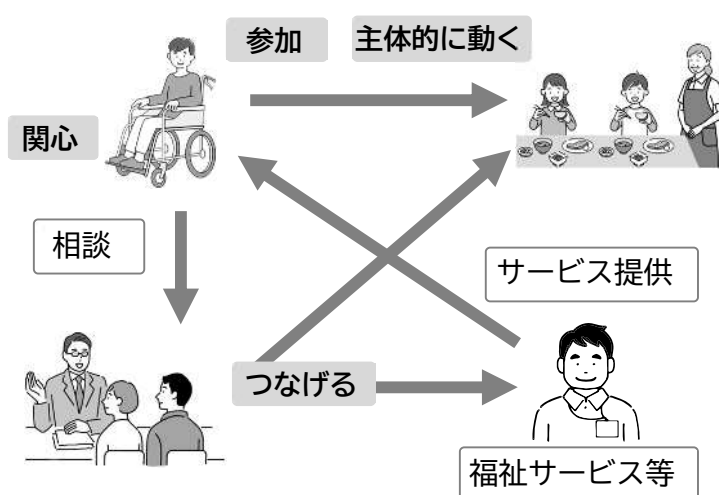 参加
主体的に動く
関心
相談
サービス提供
つなげる
福祉サービス等